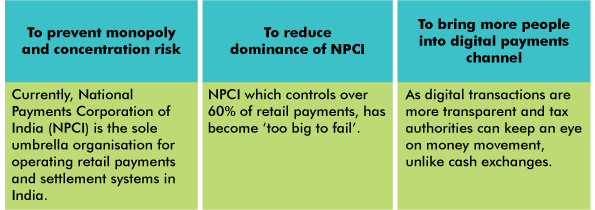 To prevent monopoly
and concentration risk
Currently, National
Payments Corporation of
India (NPCI) is the sole
umbrella organisation for
operating retail payments
and settlement systems in
India.
To reduce
dominance of NPCI
NPCI which controls over
60% of retail payments, has
become ‘too big to fail’.
To bring more people
into digital payments
channel
As digital transactions are
more transparent and tax
authorities can keep an eye
on money movement,
unlike cash exchanges.